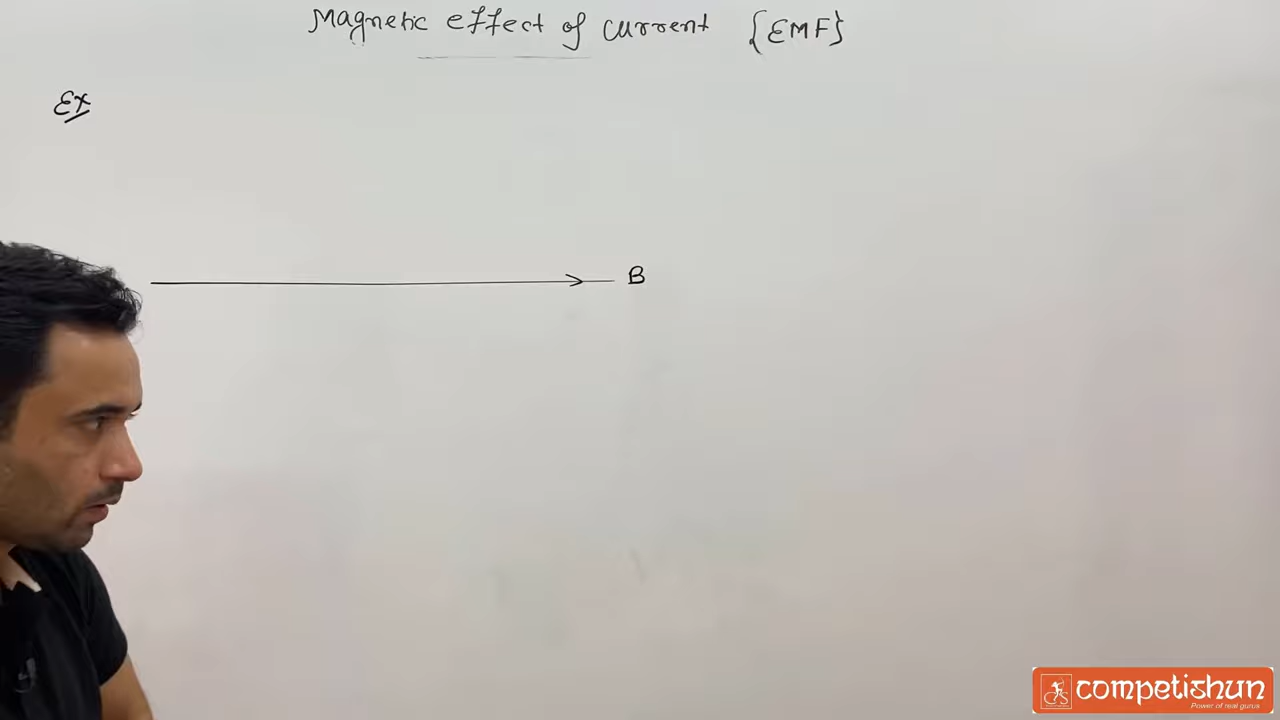 Magnetic effect of current {EMF}
Ex
B
competishun
Power of real gurus